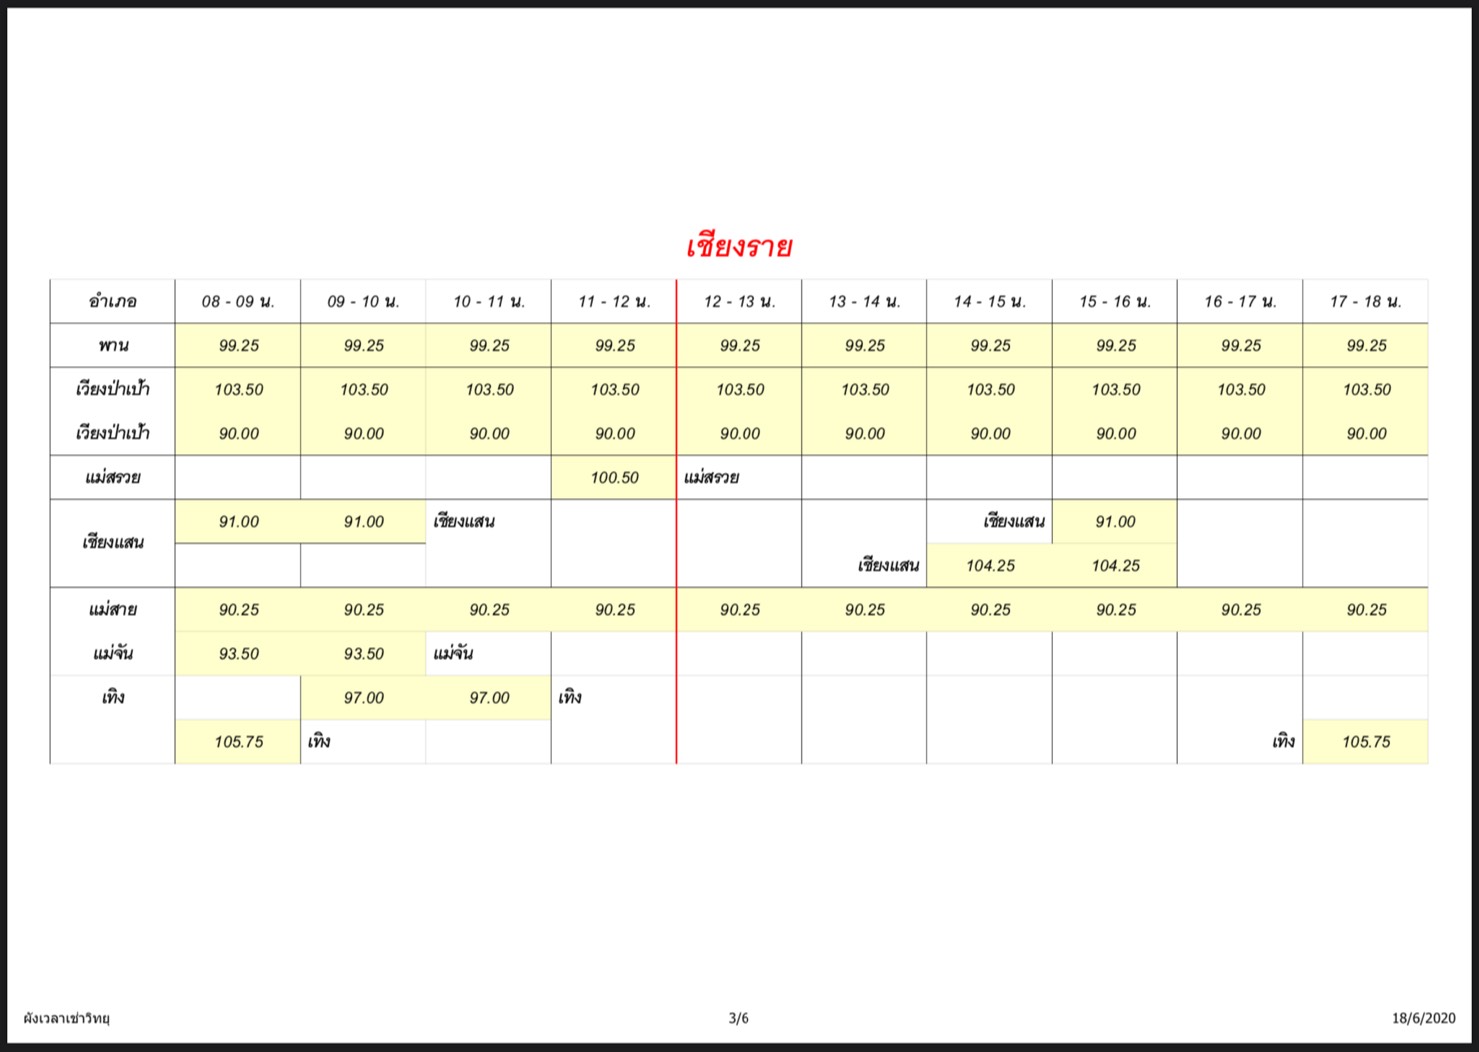 เชียงราย
อำเภอ 08 - 09 น. 09 - 10 น. 10 - 11 น. 11 - 12 น. 12 - 13 น. 13 - 14 น. 14 - 15 น. 15 - 16 น. 16 - 17 น. 17 - 18 น.
พาน 99.25 99.25 99.25 99.25 99.25 99.25 99.25 99.25 99.25 99.25
เวียงป่าเป้า 103.50 103.50 103.50 103.50 103.50 103.50 103.50 103.50 103.50 103.50
เวียงป่าเป้า 90.00 90.00 90.00 90.00 90.00 90.00 90.00 90.00 90.00 90.00
แม่สรวย 100.50 แม่สรวย
เชียงแสน 91.00 91.00 เชียงแสน เชียงแสน 91.00
เชียงแสน 104.25 104.25
แม่สาย 90.25 90.25 90.25 90.25 90.25 90.25 90.25 90.25 90.25 90.25
แม่จัน 93.50 93.50 แม่จัน
เทิง 97.00 97.00 เทิง
105.75 เทิง เทิง 105.75
ผังเวลาเช่าวิทยุ 3/6 18/6/2020